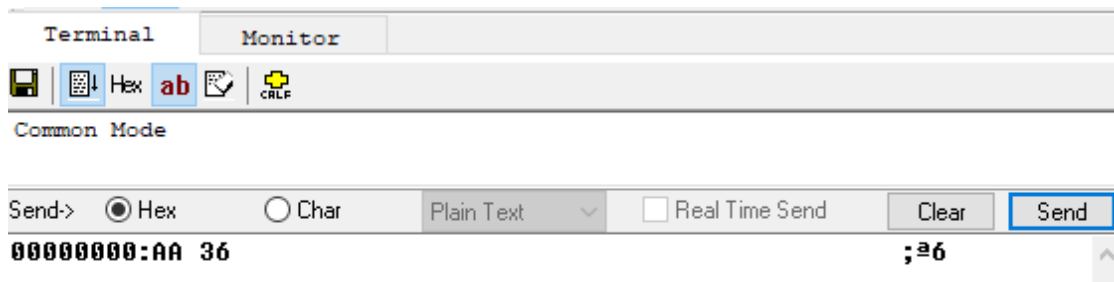 Terminal Monitor
Hex ab CRLF
Common Mode
Send-> Hex Char Plain Text Real Time Send Clear Send
00000000:AA 36 ;ª6